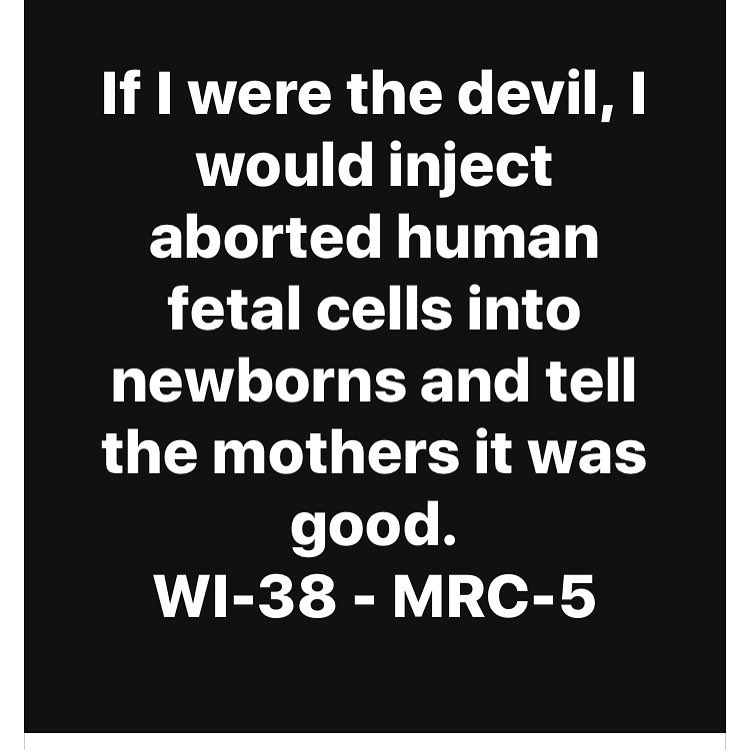 If I were the devil, I
would inject
aborted human
fetal cells into
newborns and tell
the mothers it was
good.
WI-38 - MRC-5